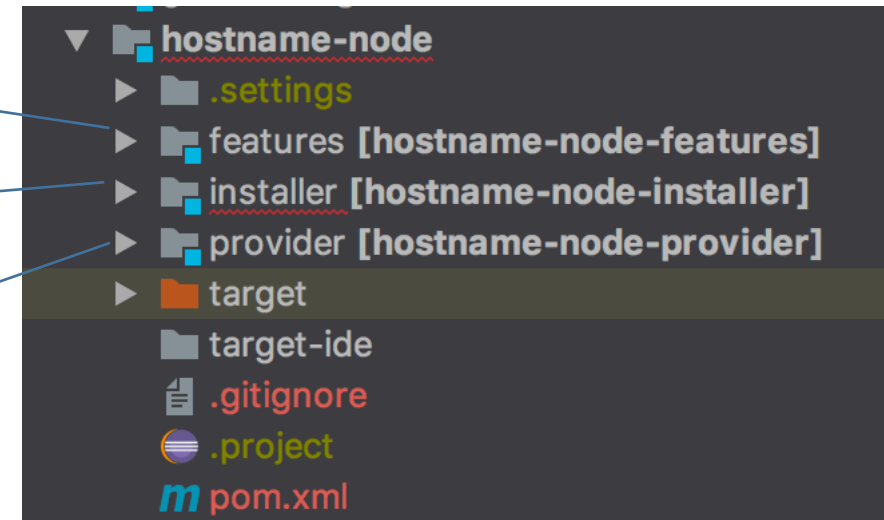 hostname-node
.settings
features [hostname-node-features]
installer [hostname-node-installer]
provider [hostname-node-provider]
target
target-ide
.gitignore
.project
m pom.xml